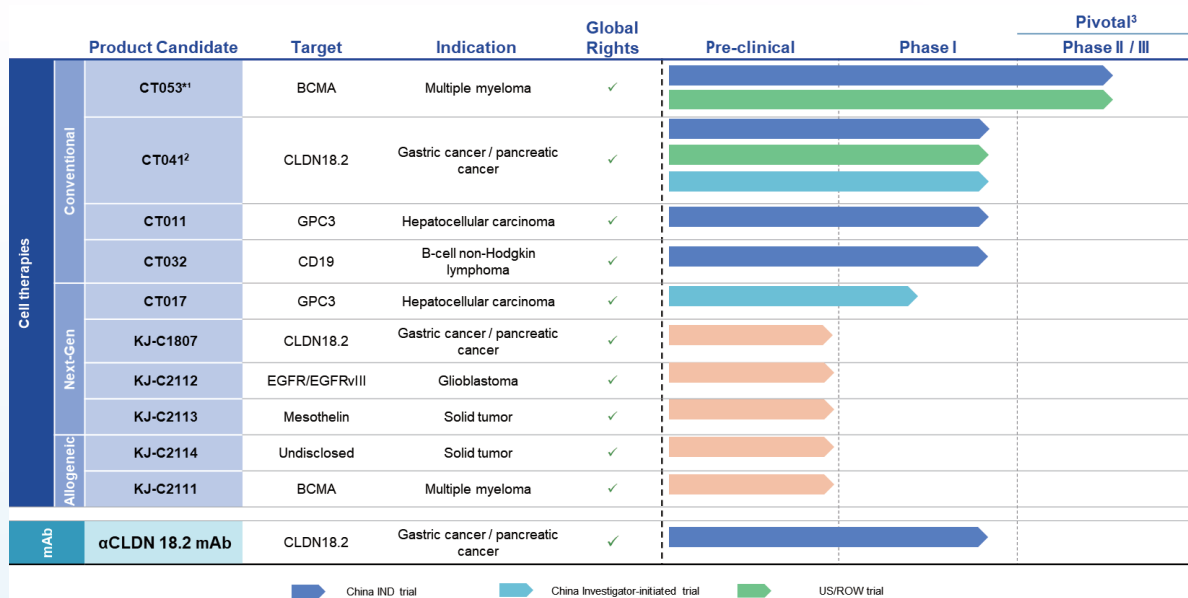 Pivotal³
Product Candidate Target Indication Global Rights Pre-clinical Phase I Phase II / III
Cell therapies
Conventional
CT053*¹ BCMA Multiple myeloma ✓
CT041² CLDN18.2 Gastric cancer / pancreatic cancer ✓
CT011 GPC3 Hepatocellular carcinoma ✓
CT032 CD19 B-cell non-Hodgkin lymphoma ✓
Next-Gen
CT017 GPC3 Hepatocellular carcinoma ✓
KJ-C1807 CLDN18.2 Gastric cancer / pancreatic cancer ✓
KJ-C2112 EGFR/EGFRvIII Glioblastoma ✓
KJ-C2113 Mesothelin Solid tumor ✓
Allogeneic
KJ-C2114 Undisclosed Solid tumor ✓
KJ-C2111 BCMA Multiple myeloma ✓
mAb
αCLDN 18.2 mAb CLDN18.2 Gastric cancer / pancreatic cancer ✓
China IND trial China Investigator-initiated trial US/ROW trial